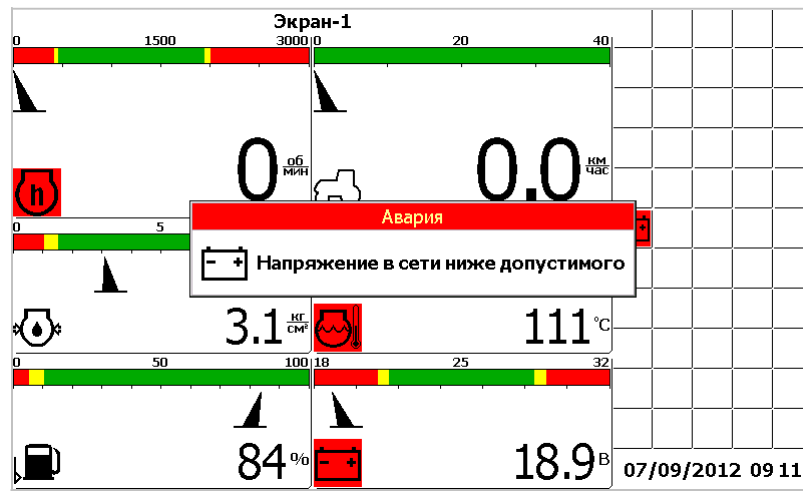 Экран-1
0 1500 3000 0 20 40
0 об/мин 0.0 км/час
h
Авария
- + Напряжение в сети ниже допустимого
0 5
3.1 кг/см² 111 °C
0 50 100 18 25 32
84 % - + 18.9 В
07/09/2012 09 11